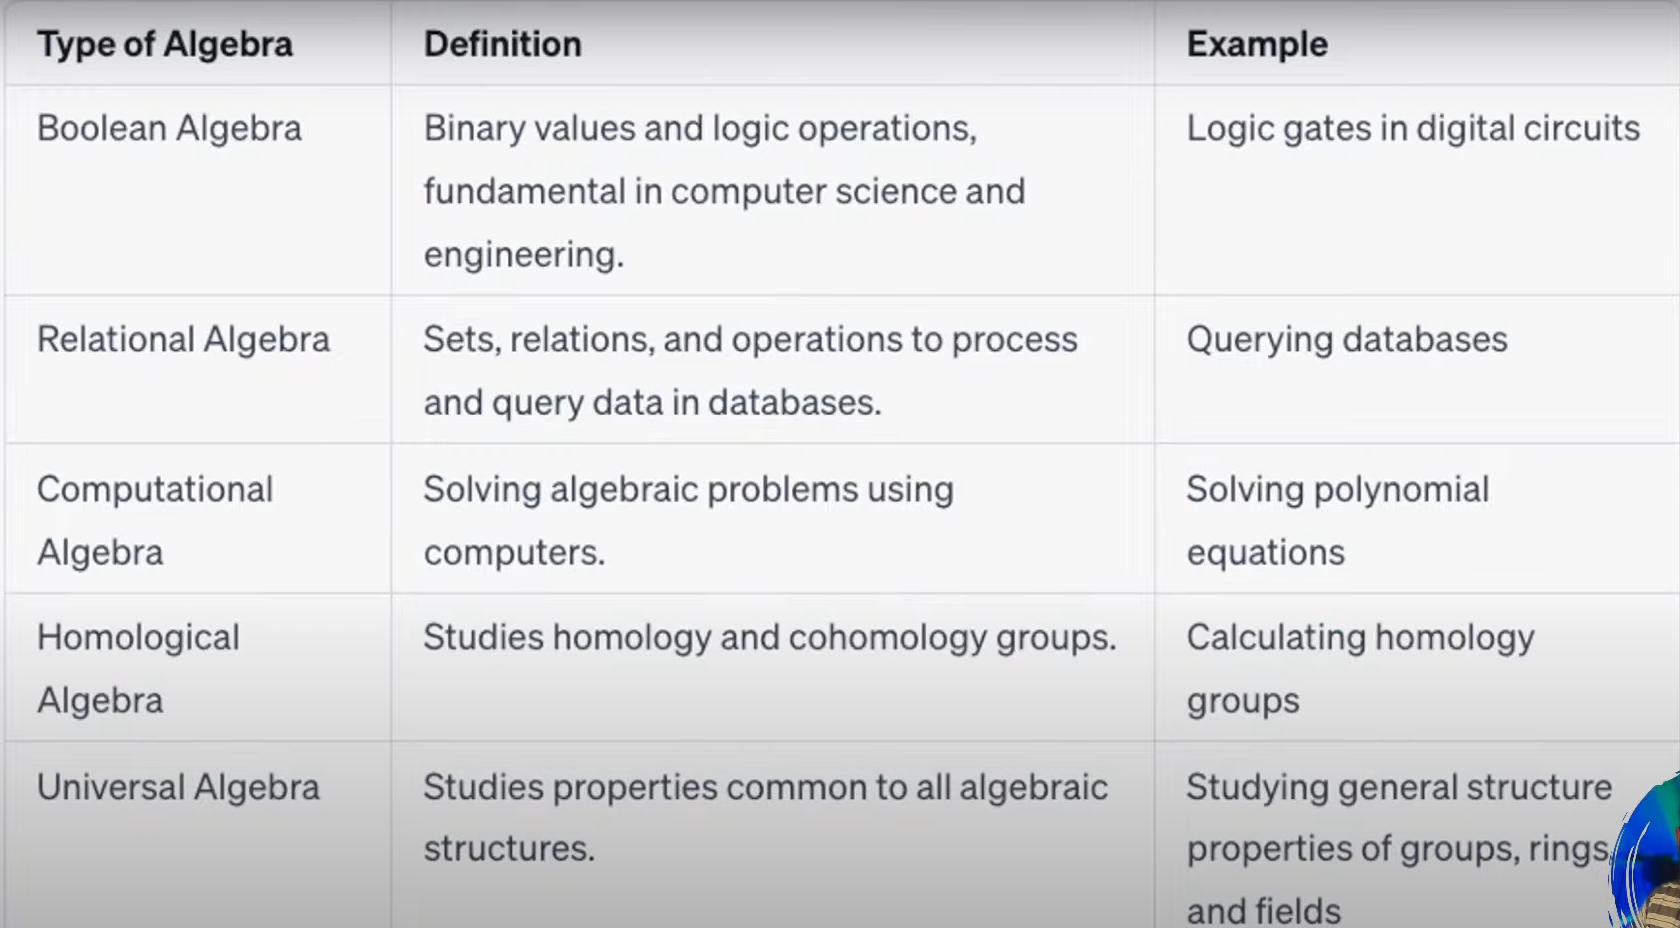 Type of Algebra Definition Example
Boolean Algebra Binary values and logic operations, Logic gates in digital circuits
fundamental in computer science and
engineering.
Relational Algebra Sets, relations, and operations to process Querying databases
and query data in databases.
Computational Solving algebraic problems using Solving polynomial
Algebra computers. equations
Homological Studies homology and cohomology groups. Calculating homology
Algebra groups
Universal Algebra Studies properties common to all algebraic Studying general structure
structures. properties of groups, rings,
and fields